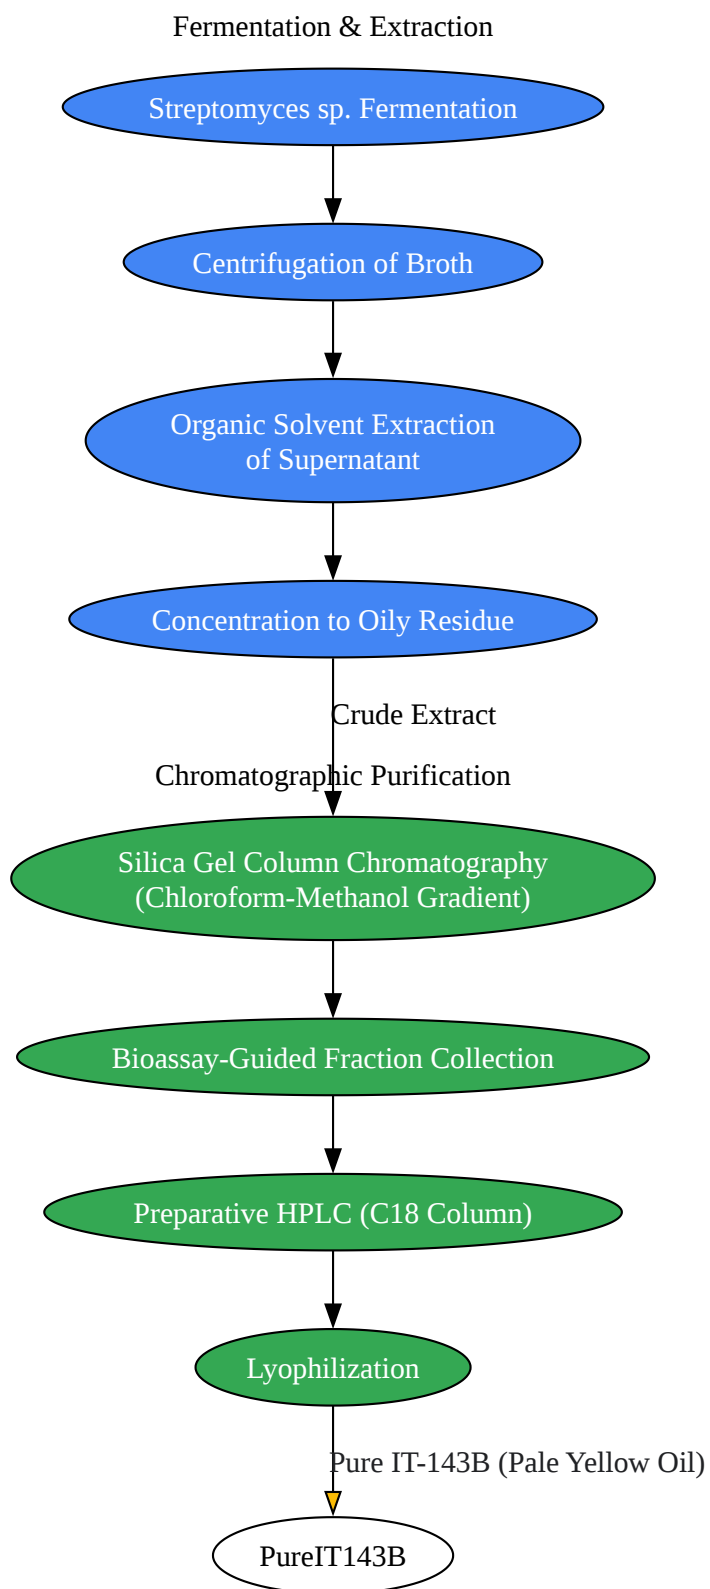 Fermentation & Extraction
Streptomyces sp. Fermentation
Centrifugation of Broth
Organic Solvent Extraction
of Supernatant
Concentration to Oily Residue
Crude Extract
Chromatographic Purification
Silica Gel Column Chromatography
(Chloroform-Methanol Gradient)
Bioassay-Guided Fraction Collection
Preparative HPLC (C18 Column)
Lyophilization
Pure IT-143B (Pale Yellow Oil)
PureIT143B